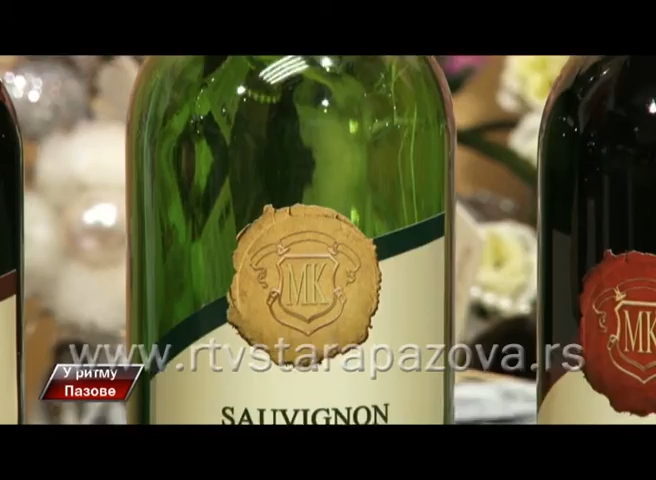 MK
MK
www.rtvstarapazova.rs
У ритму
Пазове
SAUVIGNON